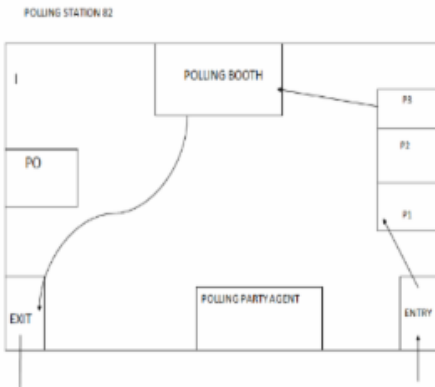 POLLING STATION 82
POLLING BOOTH
P3
P2
PO
P1
POLLING PARTY AGENT
EXIT
ENTRY